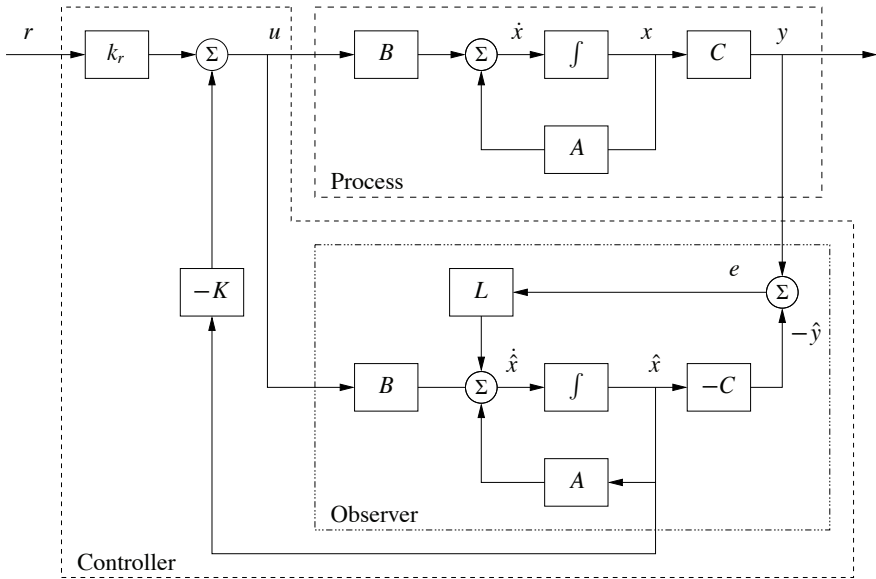 r
k_r
Σ
u
B
Σ
ẋ
∫
x
C
y
A
Process
−K
L
e
Σ
−ŷ
B
Σ
x̂̇
∫
x̂
−C
A
Observer
Controller